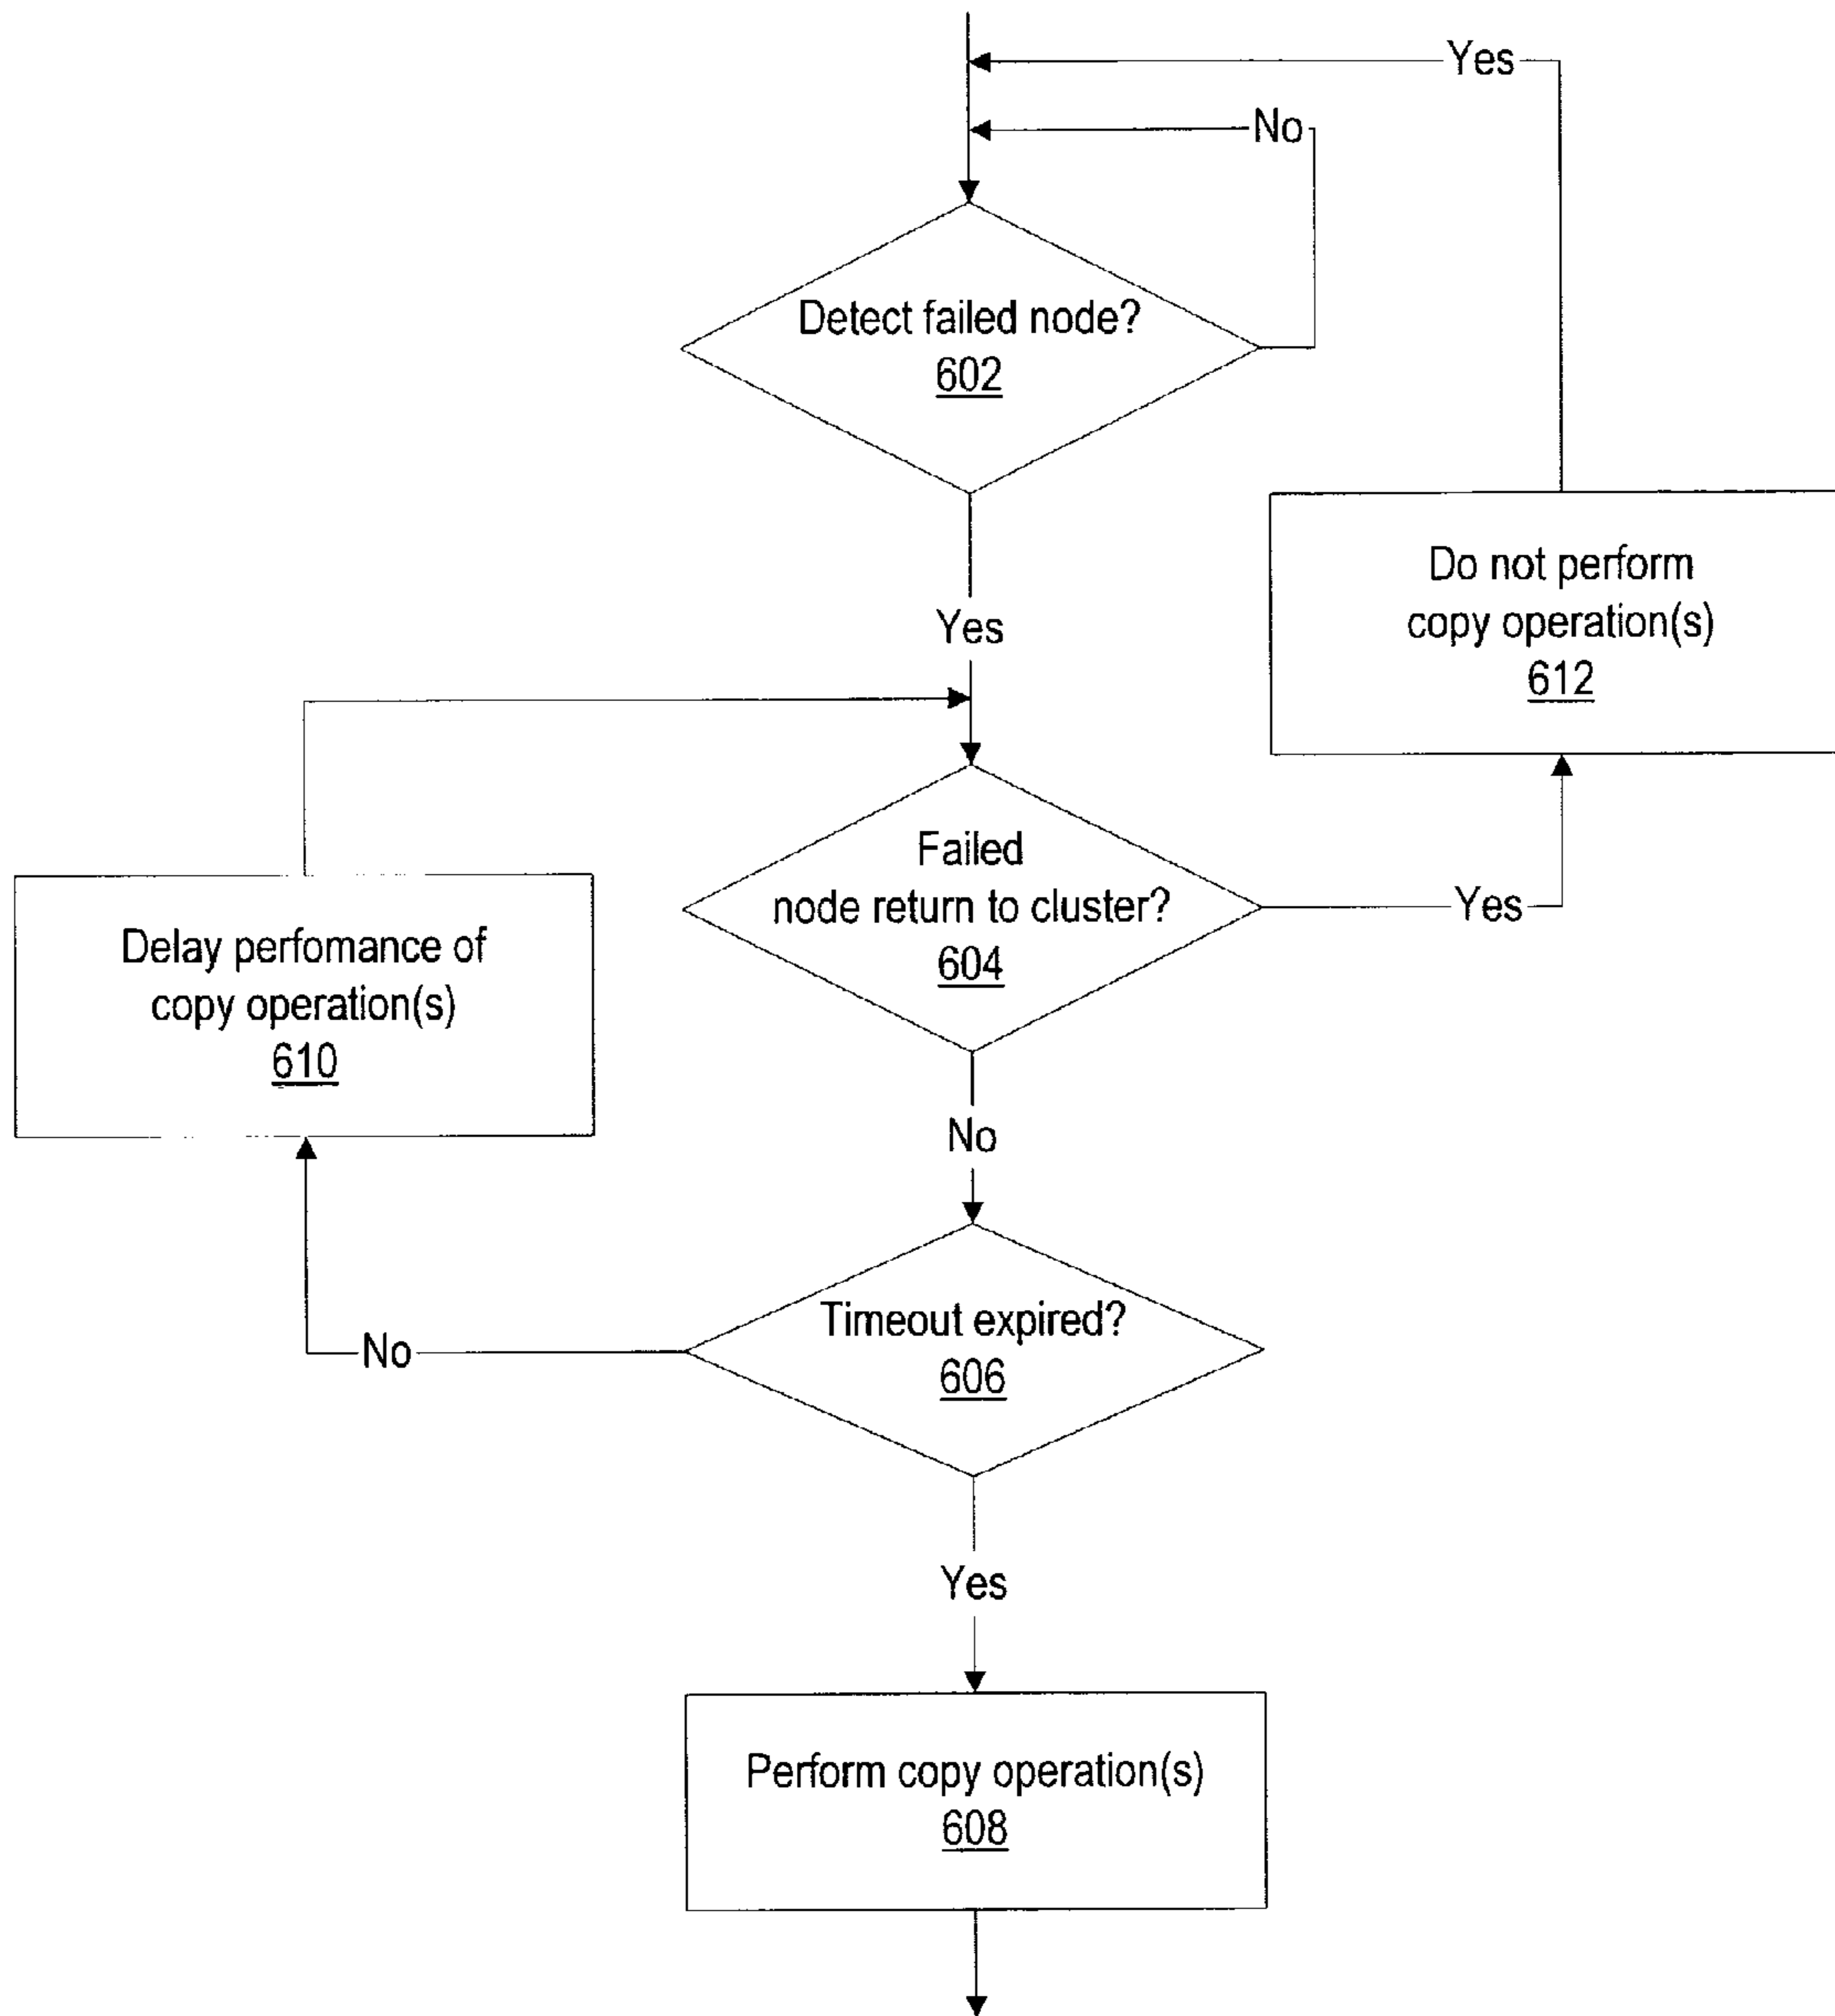 Yes
No
Detect failed node?
602
Yes
Do not perform
copy operation(s)
612
Failed
node return to cluster?
604
Yes
Delay perfomance of
copy operation(s)
610
No
Timeout expired?
606
No
Yes
Perform copy operation(s)
608